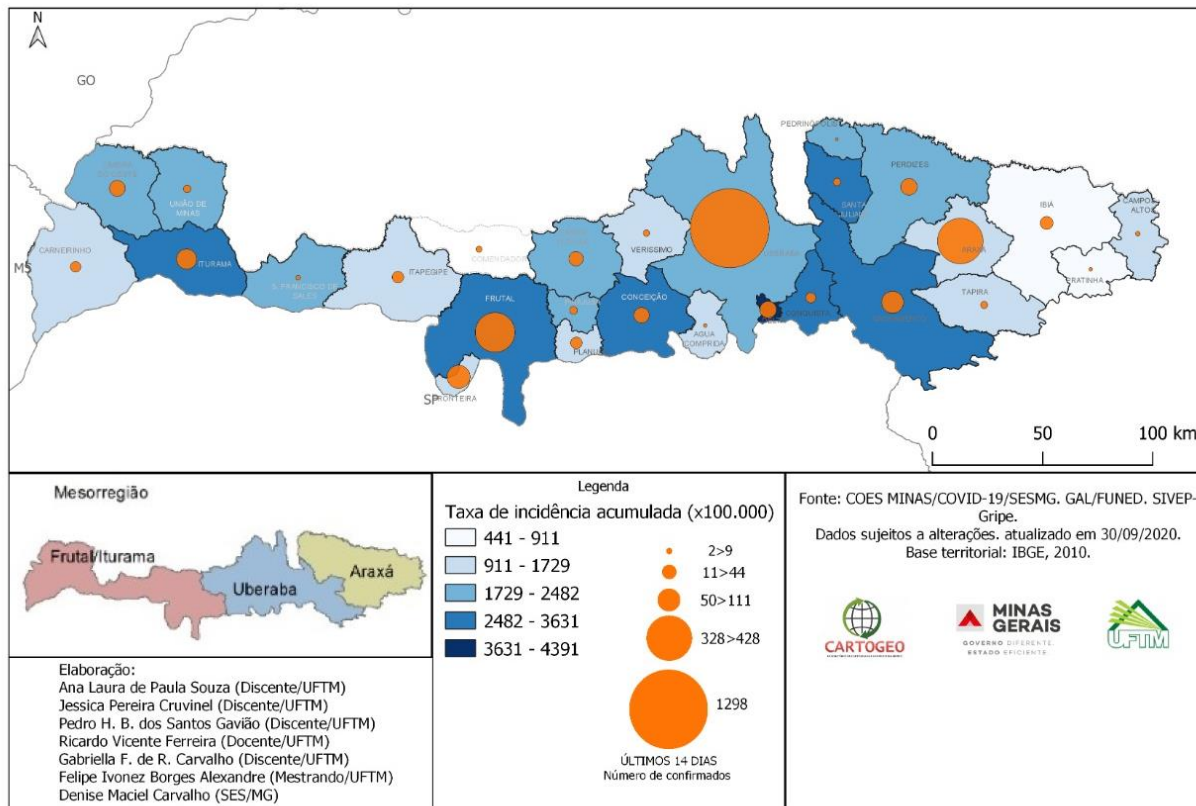 N
GO
PEDRINÓPOLIS
PERDIZES
UNIÃO
DE MINAS
SANTA
IBIÁ
CAMPOS
ALTOS
CARNEIRINHO
VERISSIMO
ARAXÁ
MS
ITURAMA
COMENDADOR
ITAPEGIPE
S. FRANCISCO DE
SALES
PRATINHA
FRUTAL
CONCEIÇÃO
TAPIRA
CONQUISTA
AGUA
COMPRIDA
PLANURA
SP
FRONTEIRA
0 50 100 km
Mesorregião
Frutal/Iturama
Uberaba
Araxá
Elaboração:
Ana Laura de Paula Souza (Discente/UFTM)
Jessica Pereira Cruvinel (Discente/UFTM)
Pedro H. B. dos Santos Gavião (Discente/UFTM)
Ricardo Vicente Ferreira (Docente/UFTM)
Gabriella F. de R. Carvalho (Discente/UFTM)
Felipe Ivonez Borges Alexandre (Mestrando/UFTM)
Denise Maciel Carvalho (SES/MG)
Legenda
Taxa de incidência acumulada (x100.000)
441 - 911
911 - 1729
1729 - 2482
2482 - 3631
3631 - 4391
2>9
11>44
50>111
328>428
1298
ÚLTIMOS 14 DIAS
Número de confirmados
Fonte: COES MINAS/COVID-19/SESMG. GAL/FUNED. SIVEP-
Gripe.
Dados sujeitos a alterações. atualizado em 30/09/2020.
Base territorial: IBGE, 2010.
CARTOGEO
MINAS
GERAIS
GOVERNO DIFERENTE.
ESTADO EFICIENTE.
UFTM